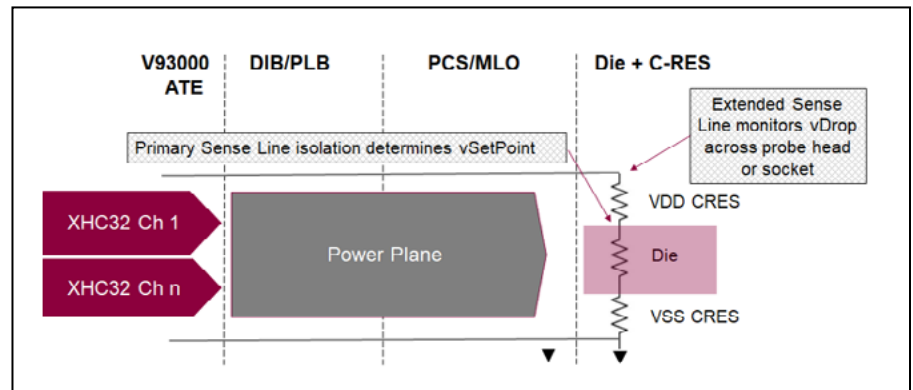 V93000
ATE
DIB/PLB
PCS/MLO
Die + C-RES
Primary Sense Line isolation determines vSetPoint
Extended Sense
Line monitors vDrop
across probe head
or socket
VDD CRES
XHC32 Ch 1
Power Plane
Die
XHC32 Ch n
VSS CRES